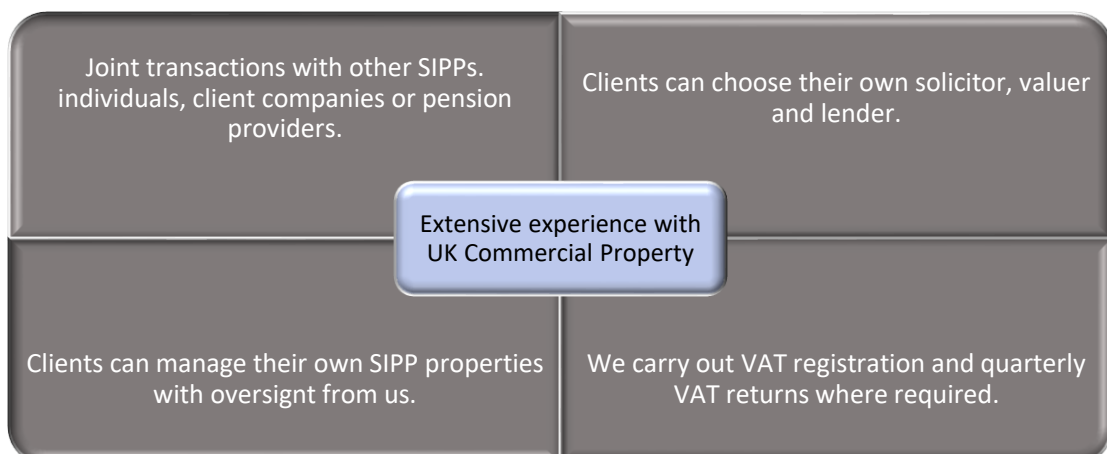 Joint transactions with other SIPPs.
individuals, client companies or pension
providers.
Clients can choose their own solicitor, valuer
and lender.
Extensive experience with
UK Commercial Property
Clients can manage their own SIPP properties
with oversignt from us.
We carry out VAT registration and quarterly
VAT returns where required.